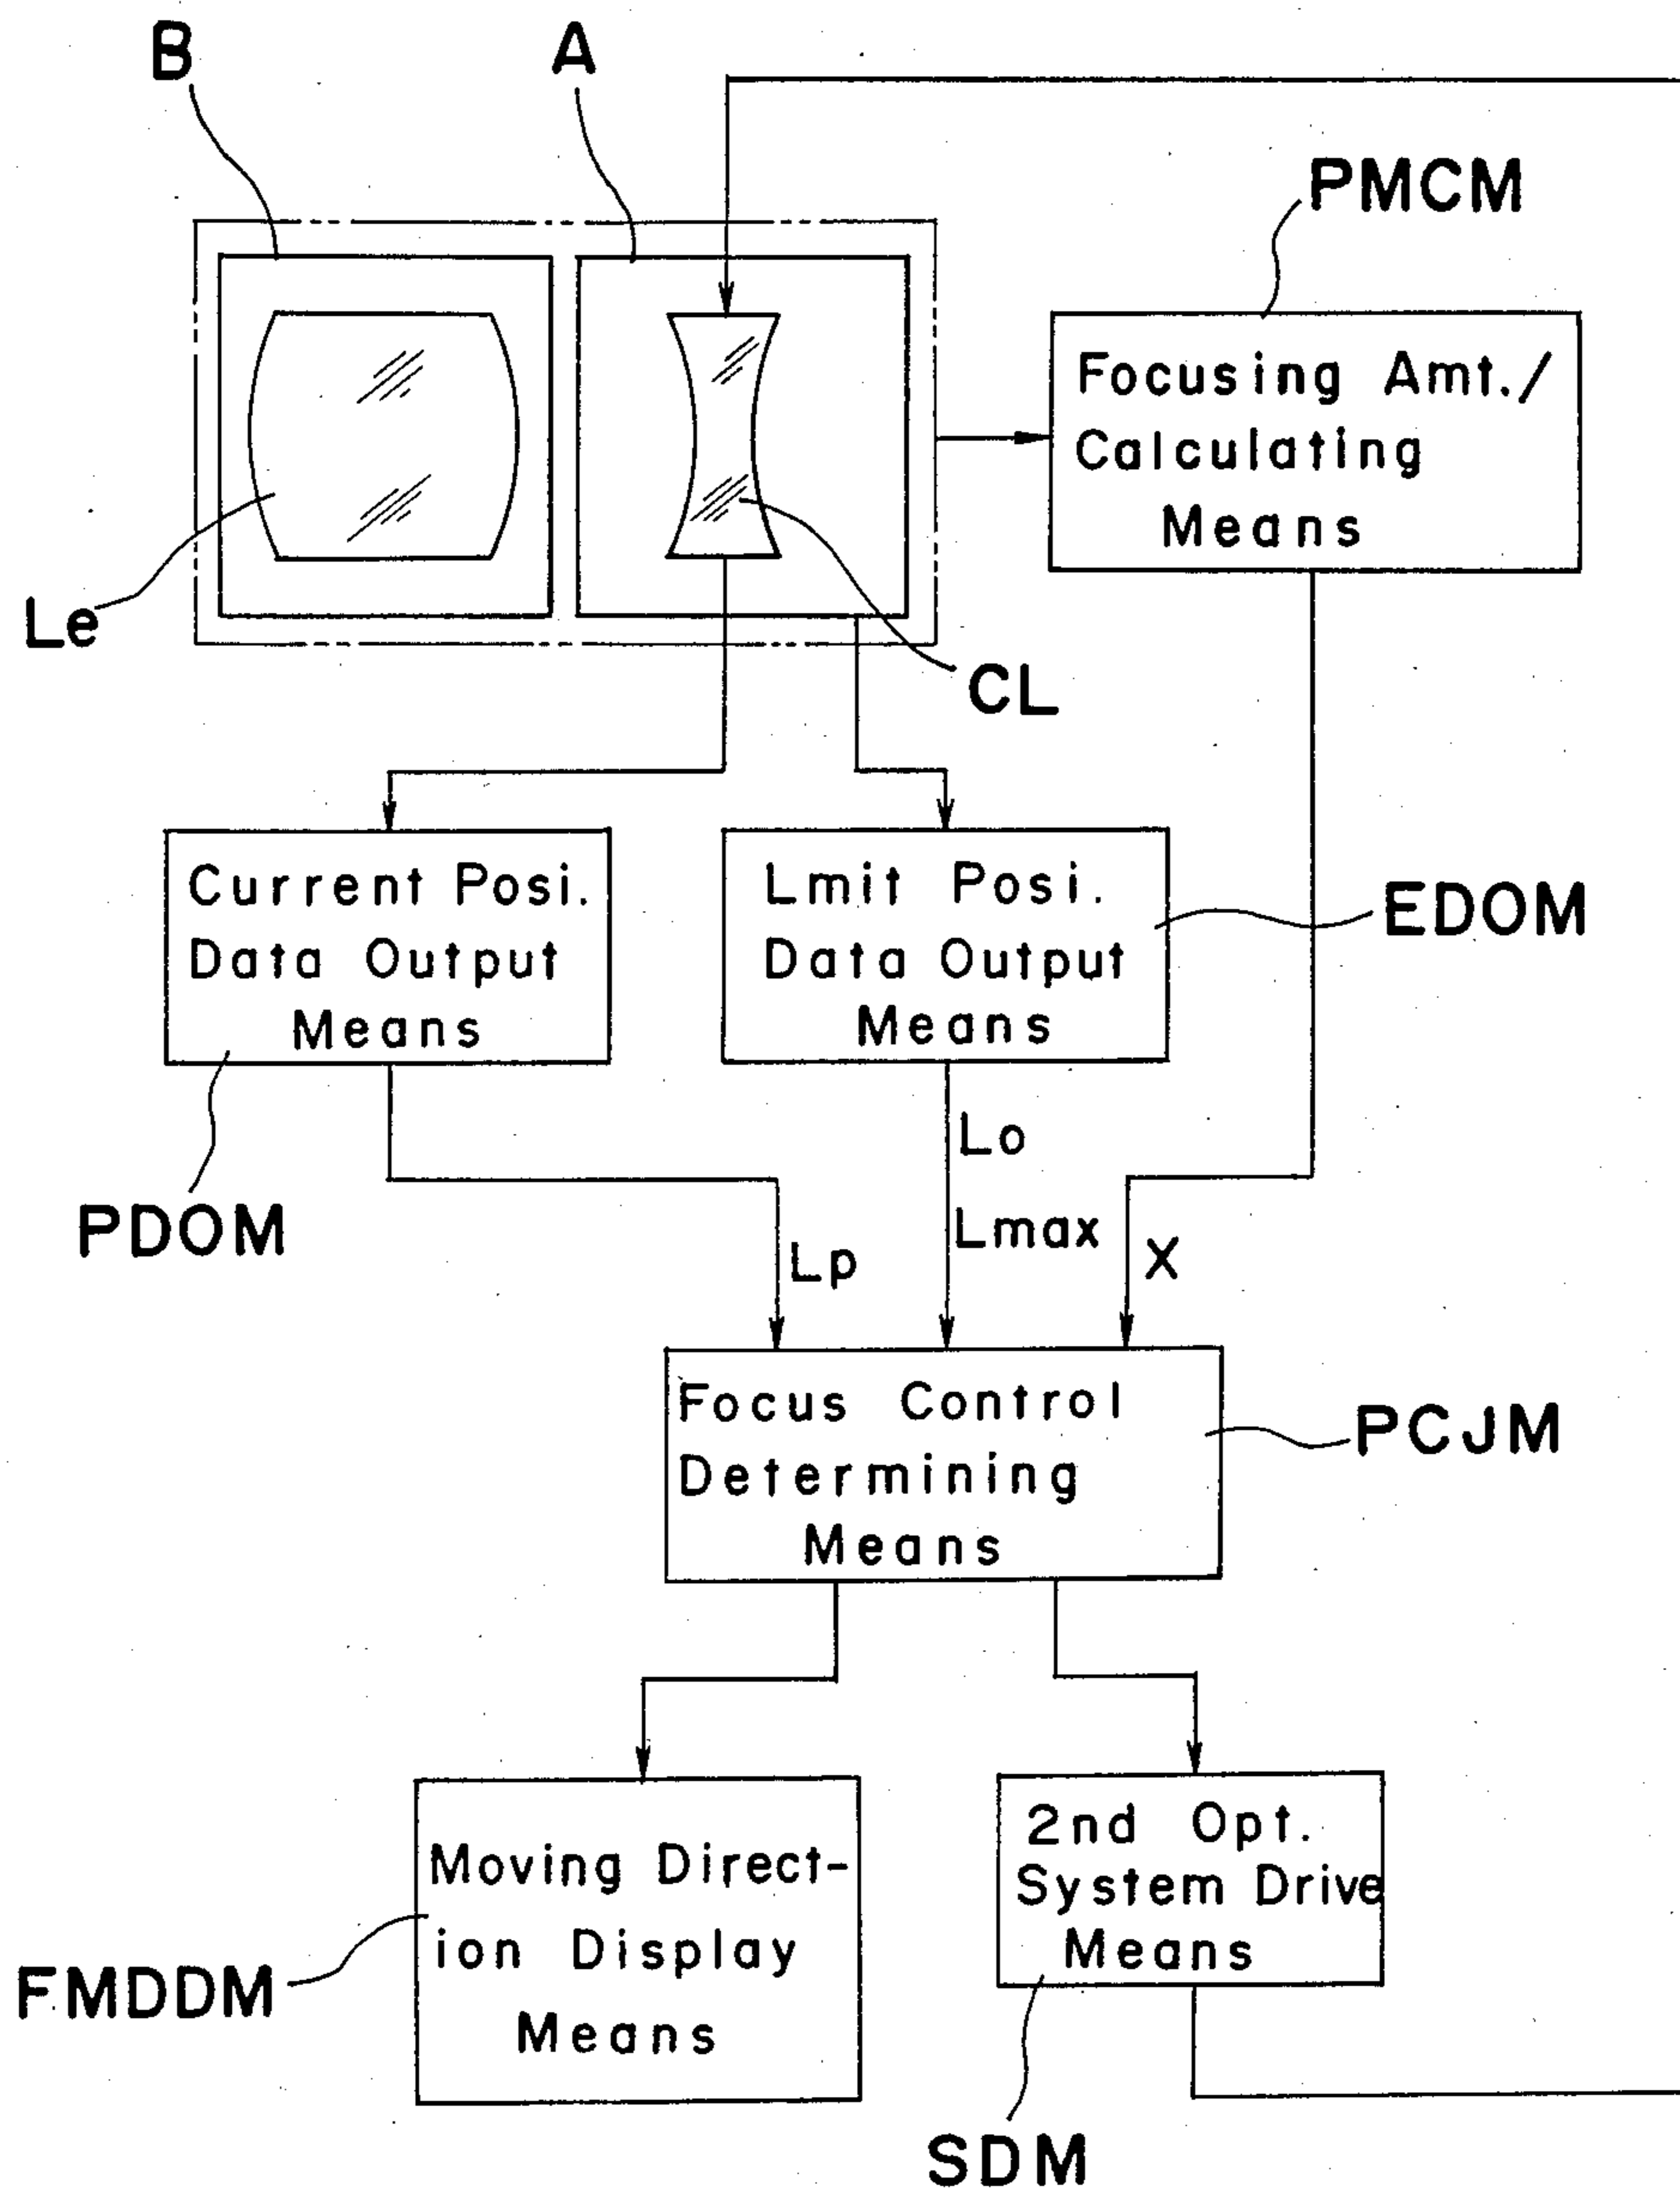 B
A
PMCM
Focusing Amt./
Calculating
Means
Le
CL
Current Posi.
Data Output
Means
Lmit Posi.
Data Output
Means
EDOM
PDOM
Lo
Lmax
Lp
X
Focus Control
Determining
Means
PCJM
Moving Direct-
ion Display
Means
FMDDM
2nd Opt.
System Drive
Means
SDM